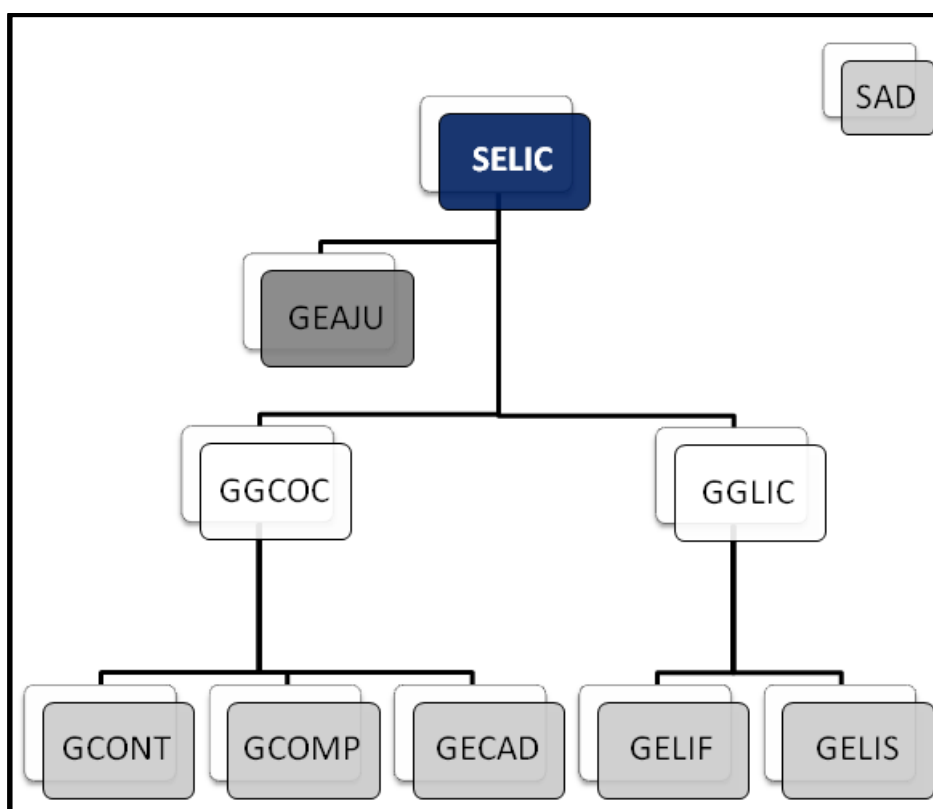 SAD
SELIC
GEAJU
GGCOC
GGLIC
GCONT
GCOMP
GECAD
GELIF
GELIS